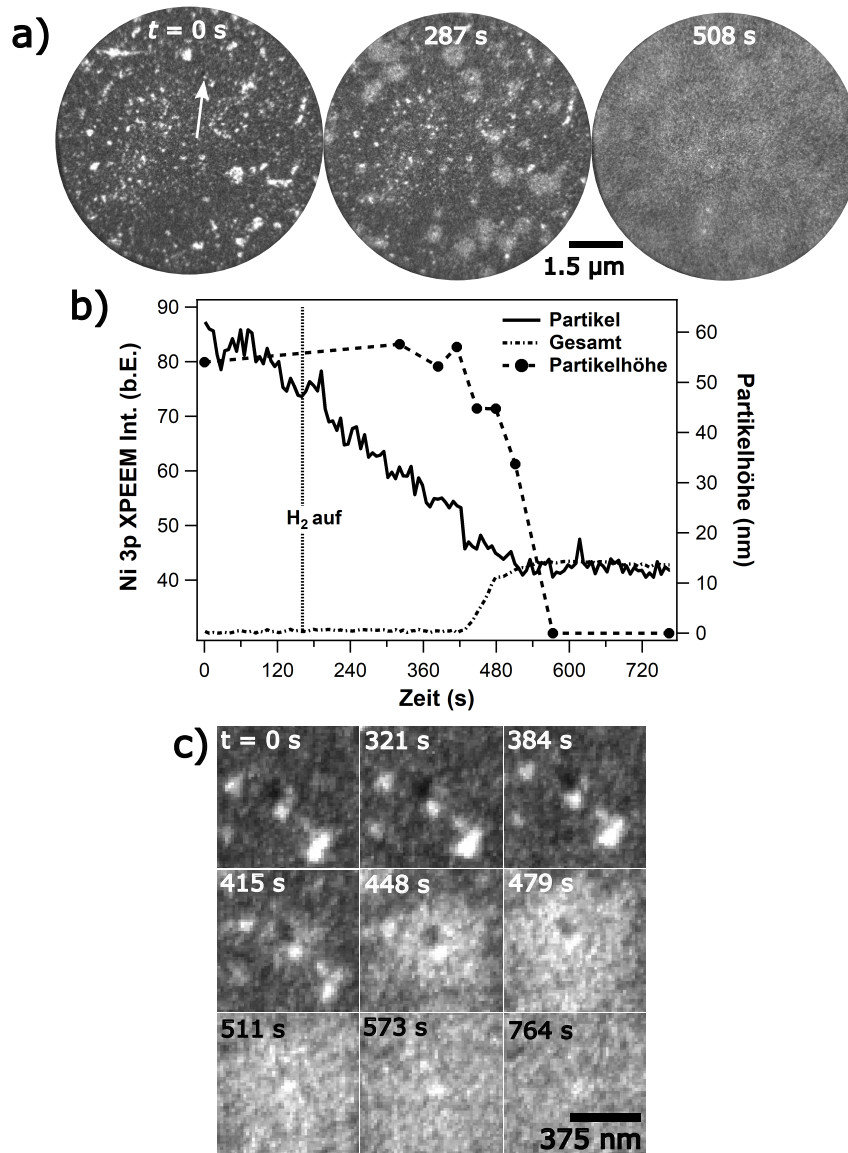 a)
t = 0 s
287 s
508 s
1.5 µm
b)
90
80
70
60
50
40
Ni 3p XPEEM Int. (b.E.)
Partikel
Gesamt
Partikelhöhe
H2 auf
60
50
40
30
20
10
0
Partikelhöhe (nm)
0
120
240
360
480
600
720
Zeit (s)
c)
t = 0 s
321 s
384 s
415 s
448 s
479 s
511 s
573 s
764 s
375 nm